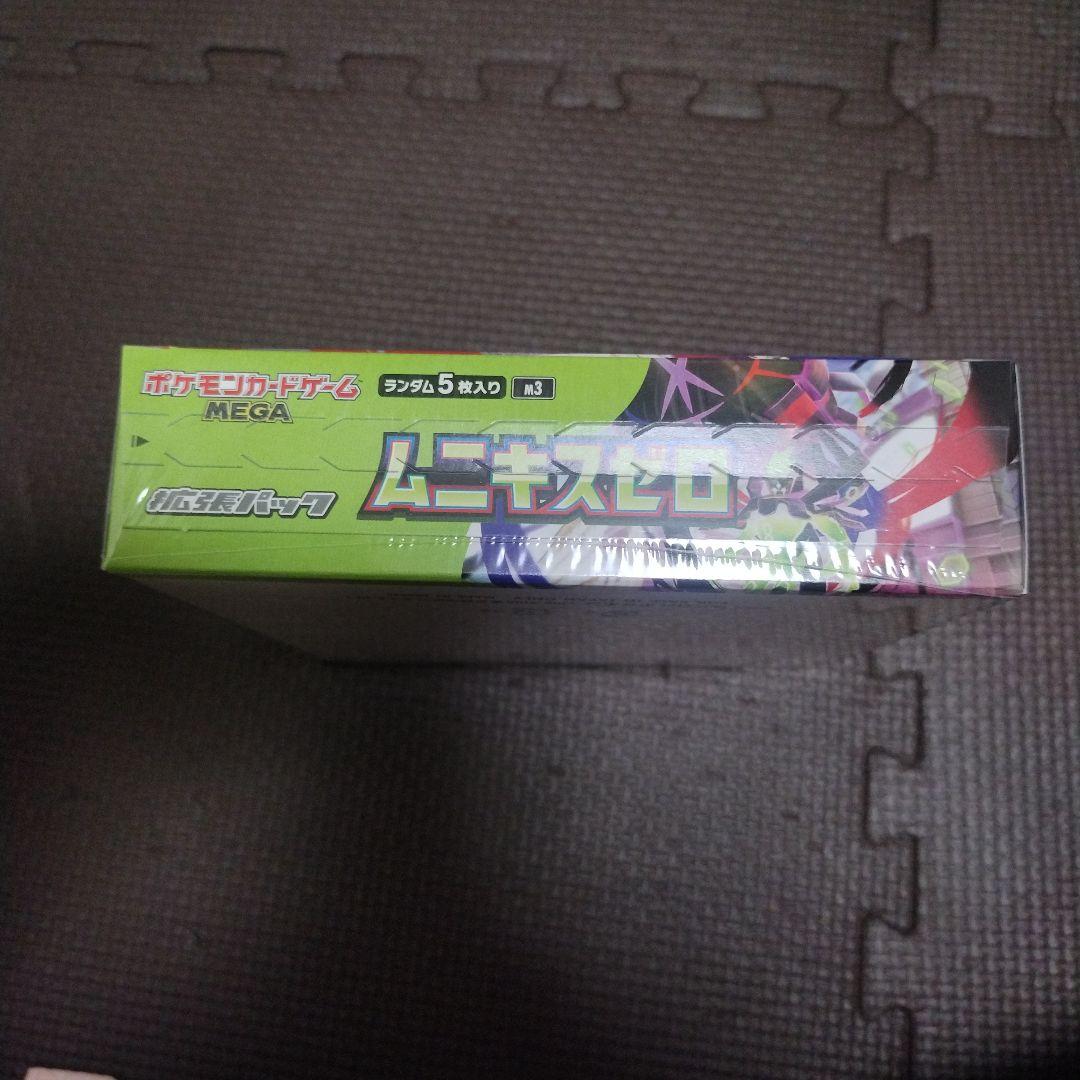 ポケモンカードゲーム
MEGA
ランダム5枚入り
M3
拡張パック
ムニキスゼロ